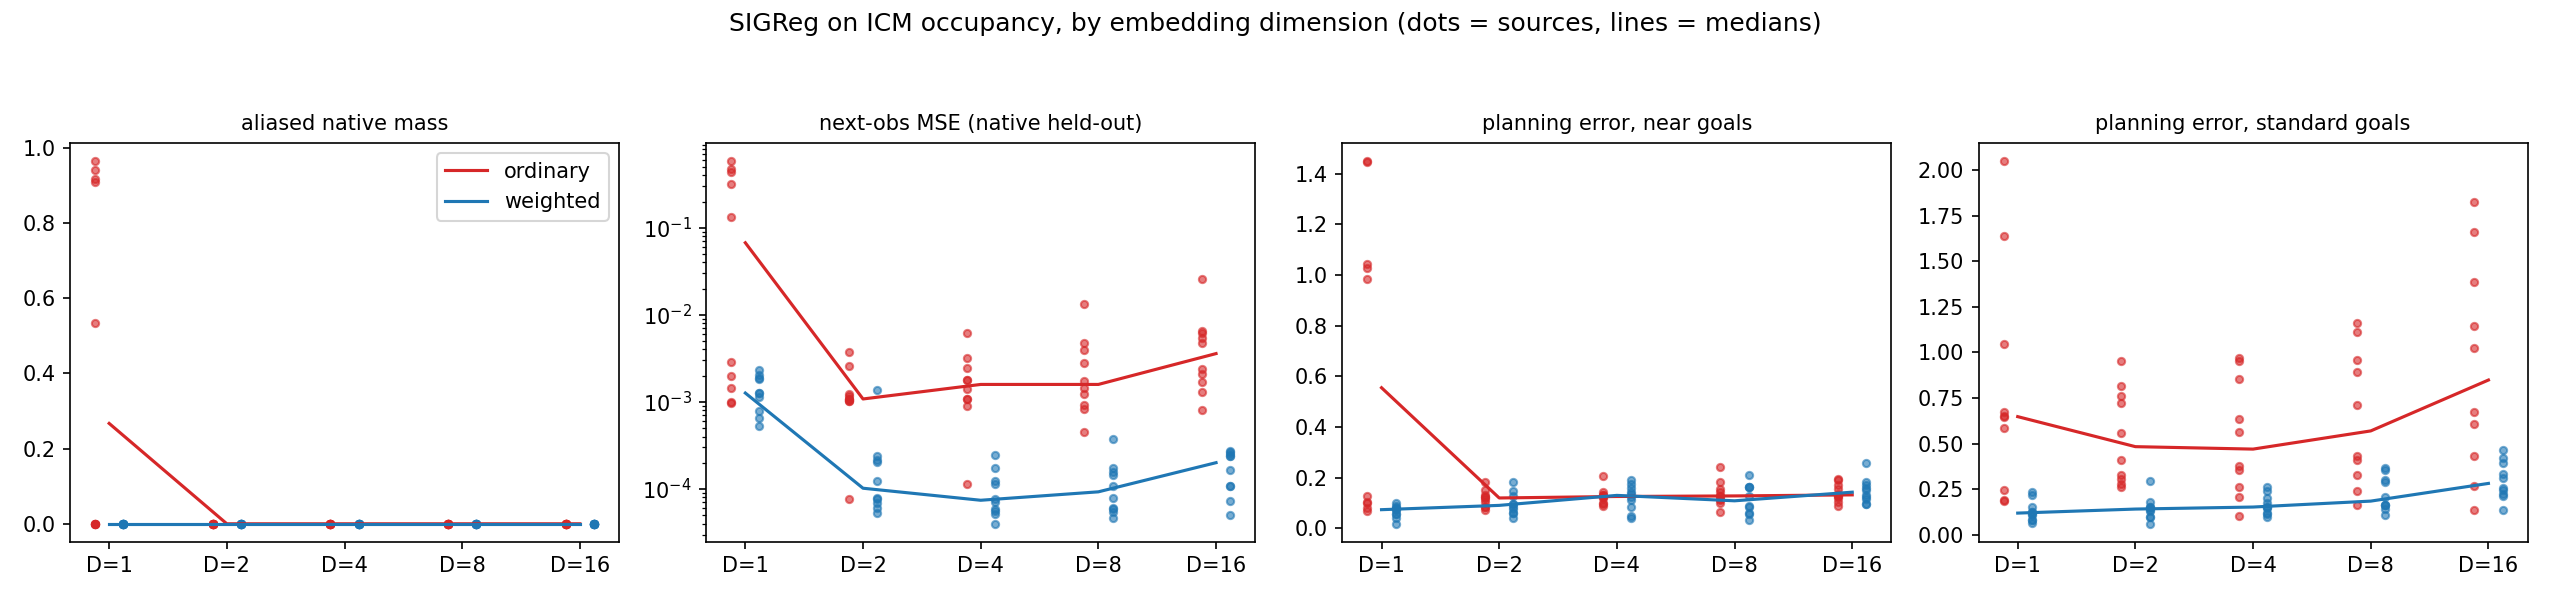 SIGReg on ICM occupancy, by embedding dimension (dots = sources, lines = medians)
aliased native mass
1.0
0.8
0.6
0.4
0.2
0.0
ordinary
weighted
D=1 D=2 D=4 D=8 D=16
next-obs MSE (native held-out)
10⁻¹
10⁻²
10⁻³
10⁻⁴
D=1 D=2 D=4 D=8 D=16
planning error, near goals
1.4
1.2
1.0
0.8
0.6
0.4
0.2
0.0
D=1 D=2 D=4 D=8 D=16
planning error, standard goals
2.00
1.75
1.50
1.25
1.00
0.75
0.50
0.25
0.00
D=1 D=2 D=4 D=8 D=16